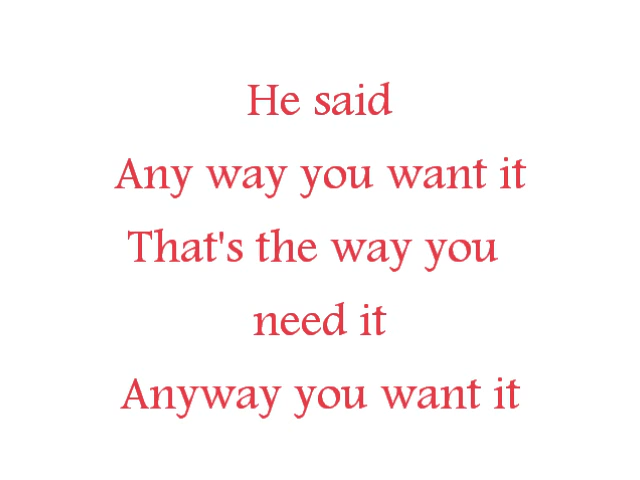 He said
Any way you want it
That's the way you
need it
Anyway you want it